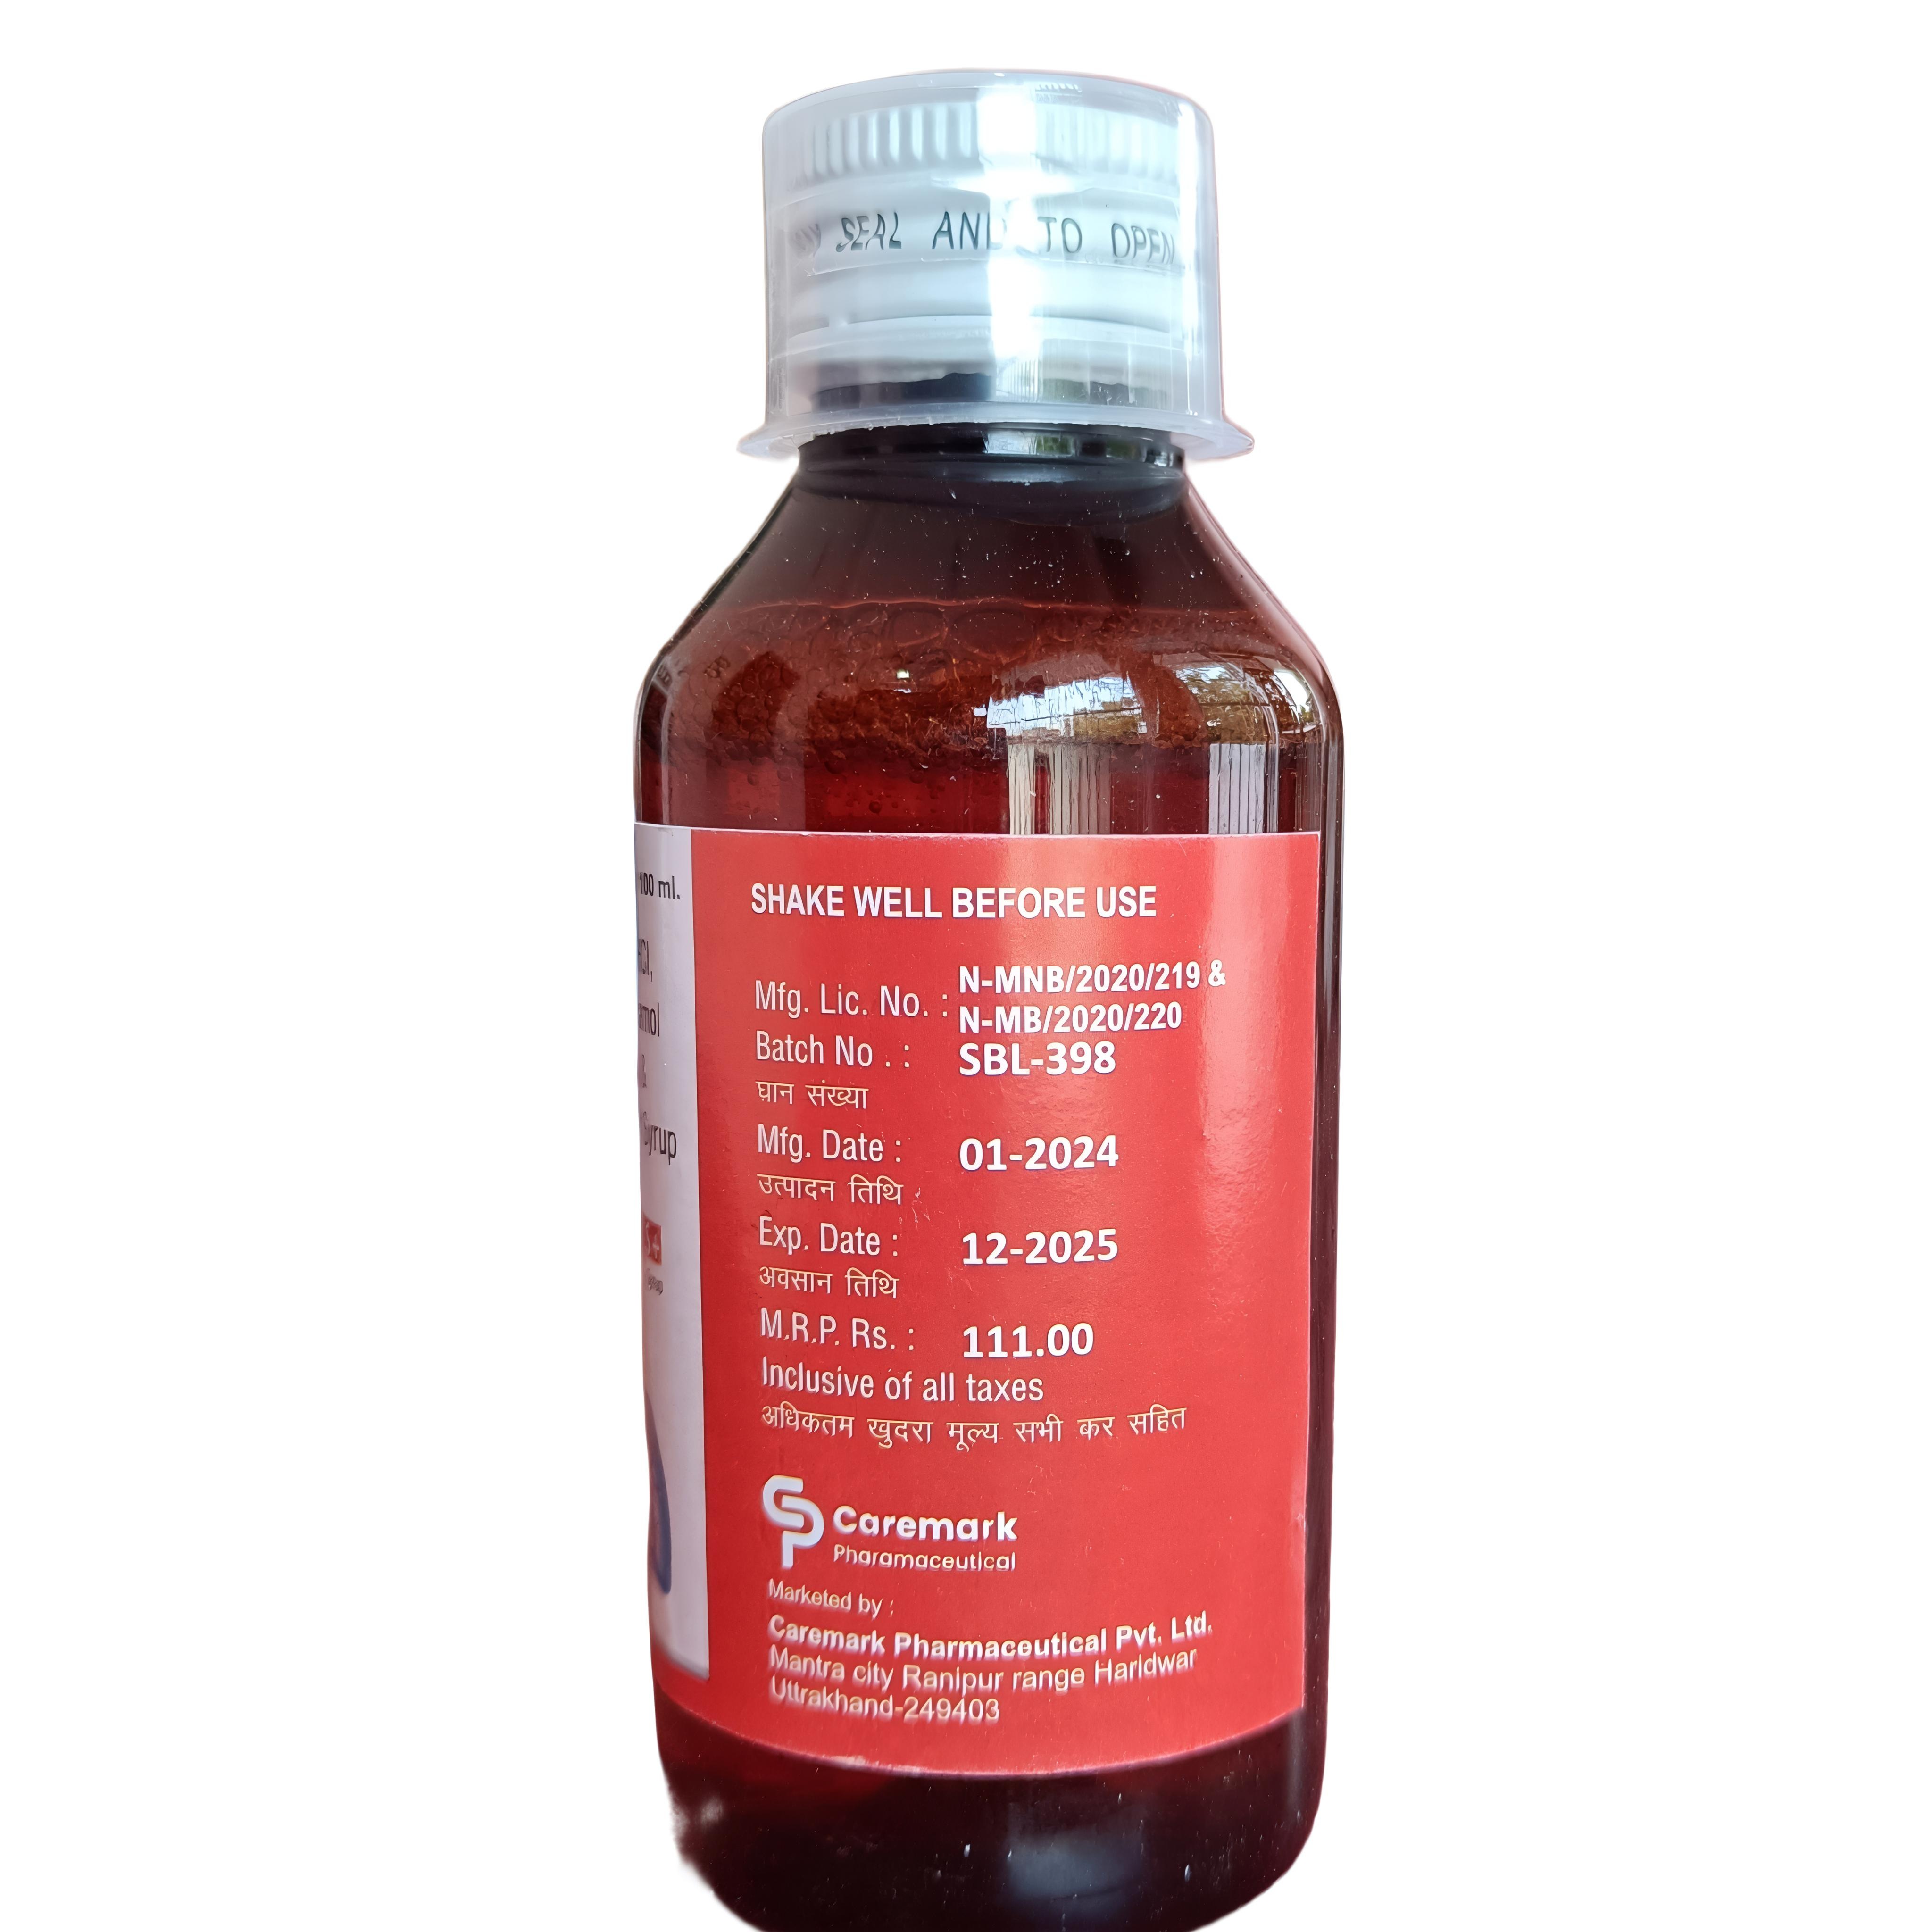 SEAL AND TO OPEN
100 ml.
HCl,
&
Syrup
SHAKE WELL BEFORE USE
Mfg. Lic. No. : N-MNB/2020/219 &
N-MB/2020/220
Batch No . : SBL-398
घान संख्या
Mfg. Date : 01-2024
उत्पादन तिथि
Exp. Date : 12-2025
अवसान तिथि
M.R.P. Rs. : 111.00
Inclusive of all taxes
अधिकतम खुदरा मूल्य सभी कर सहित
CP Caremark
Pharamaceutical
Marketed by :
Caremark Pharmaceutical Pvt. Ltd.
Mantra city Ranipur range Haridwar
Uttrakhand-249403